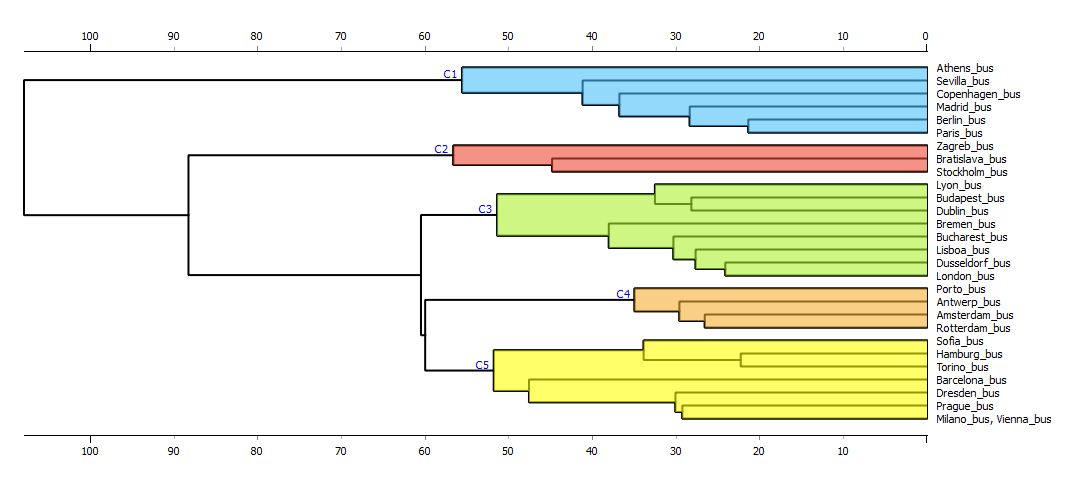 100 90 80 70 60 50 40 30 20 10 0
Athens_bus
C1
Sevilla_bus
Copenhagen_bus
Madrid_bus
Berlin_bus
Paris_bus
Zagreb_bus
C2
Bratislava_bus
Stockholm_bus
Lyon_bus
Budapest_bus
C3
Dublin_bus
Bremen_bus
Bucharest_bus
Lisboa_bus
Dusseldorf_bus
London_bus
Porto_bus
C4
Antwerp_bus
Amsterdam_bus
Rotterdam_bus
Sofia_bus
Hamburg_bus
C5
Torino_bus
Barcelona_bus
Dresden_bus
Prague_bus
Milano_bus, Vienna_bus
100 90 80 70 60 50 40 30 20 10 0